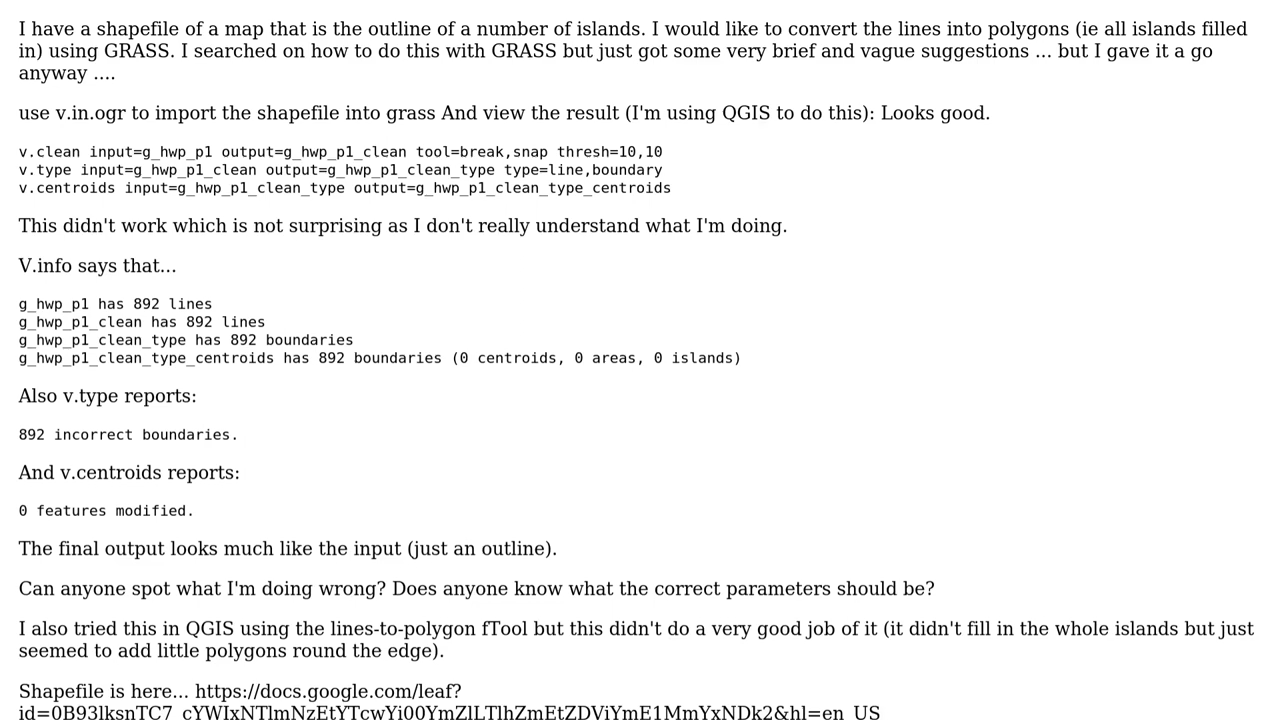 I have a shapefile of a map that is the outline of a number of islands. I would like to convert the lines into polygons (ie all islands filled
in) using GRASS. I searched on how to do this with GRASS but just got some very brief and vague suggestions ... but I gave it a go
anyway ....
use v.in.ogr to import the shapefile into grass And view the result (I'm using QGIS to do this): Looks good.
v.clean input=g_hwp_p1 output=g_hwp_p1_clean tool=break,snap thresh=10,10
v.type input=g_hwp_p1_clean output=g_hwp_p1_clean_type type=line,boundary
v.centroids input=g_hwp_p1_clean_type output=g_hwp_p1_clean_type_centroids
This didn't work which is not surprising as I don't really understand what I'm doing.
V.info says that...
g_hwp_p1 has 892 lines
g_hwp_p1_clean has 892 lines
g_hwp_p1_clean_type has 892 boundaries
g_hwp_p1_clean_type_centroids has 892 boundaries (0 centroids, 0 areas, 0 islands)
Also v.type reports:
892 incorrect boundaries.
And v.centroids reports:
0 features modified.
The final output looks much like the input (just an outline).
Can anyone spot what I'm doing wrong? Does anyone know what the correct parameters should be?
I also tried this in QGIS using the lines-to-polygon fTool but this didn't do a very good job of it (it didn't fill in the whole islands but just
seemed to add little polygons round the edge).
Shapefile is here... https://docs.google.com/leaf?
id=0B93lksnTC7_cYWIxNTlmNzEtYTcwYi00YmZlLTlhZmEtZDViYmE1MmYxNDk2&hl=en_US